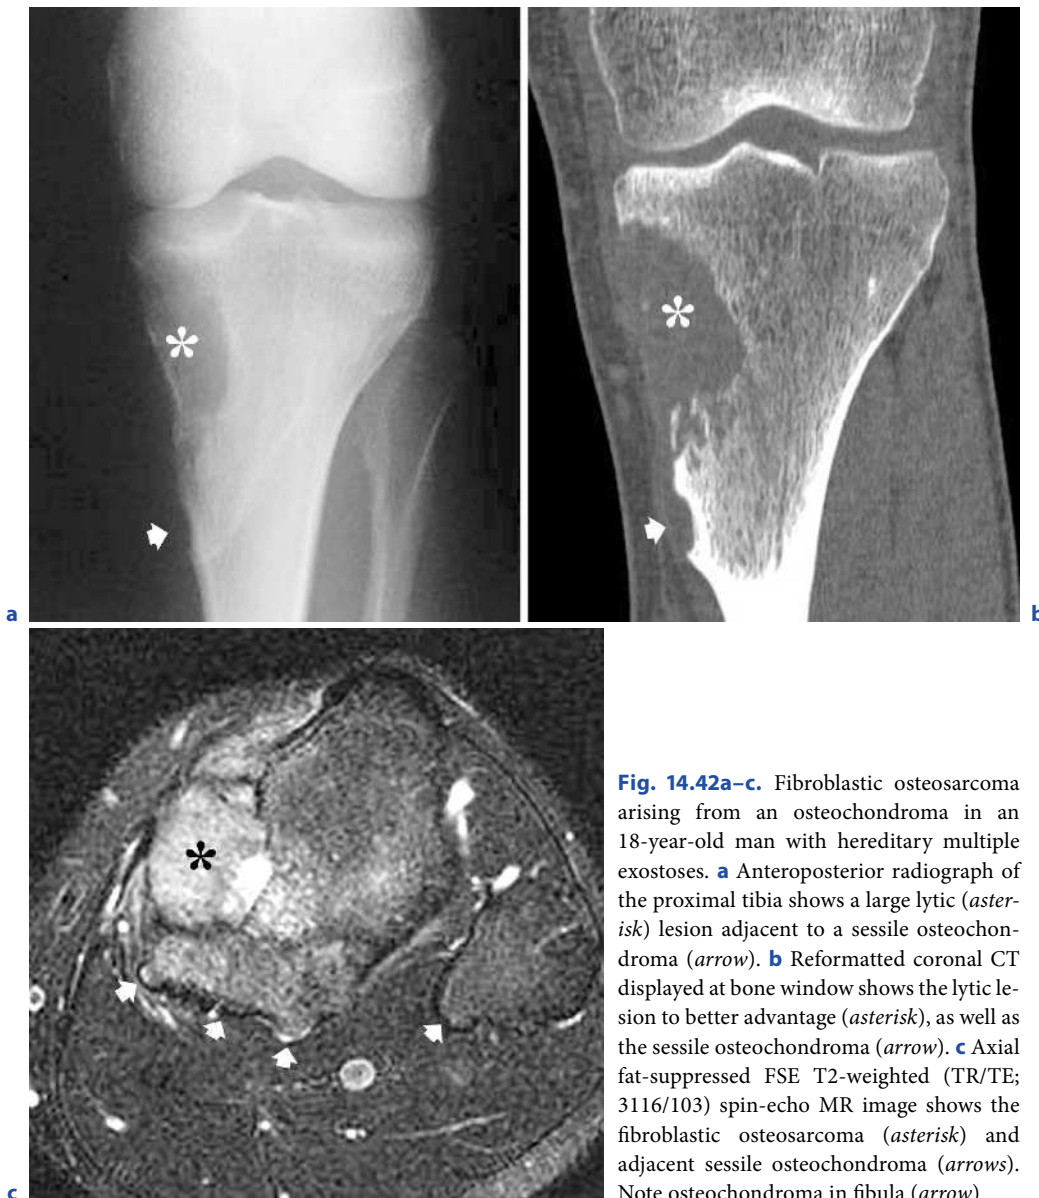 a
b
c
Fig. 14.42a–c. Fibroblastic osteosarcoma
arising from an osteochondroma in an
18-year-old man with hereditary multiple
exostoses. a Anteroposterior radiograph of
the proximal tibia shows a large lytic (aster-
isk) lesion adjacent to a sessile osteochon-
droma (arrow). b Reformatted coronal CT
displayed at bone window shows the lytic le-
sion to better advantage (asterisk), as well as
the sessile osteochondroma (arrow). c Axial
fat-suppressed FSE T2-weighted (TR/TE;
3116/103) spin-echo MR image shows the
fibroblastic osteosarcoma (asterisk) and
adjacent sessile osteochondroma (arrows).
Note osteochondroma in fibula (arrow)